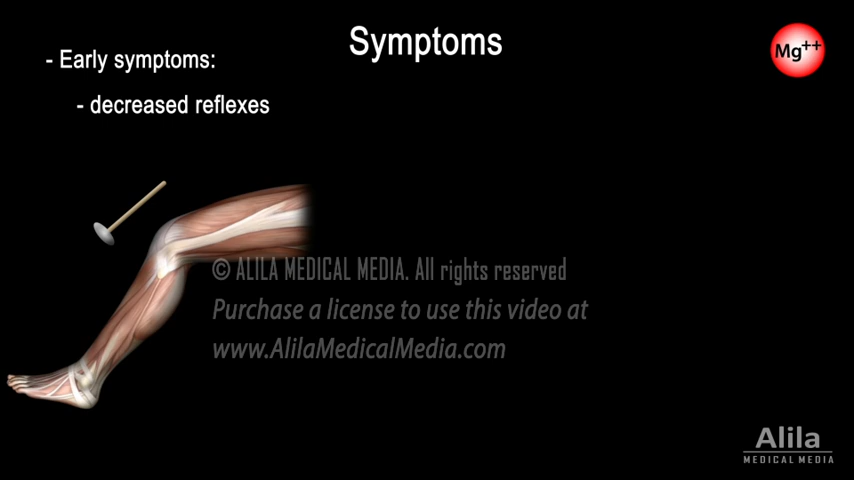 Symptoms
- Early symptoms:
- decreased reflexes
Mg++
© ALILA MEDICAL MEDIA. All rights reserved
Purchase a license to use this video at
www.AlilaMedicalMedia.com
Alila
MEDICAL MEDIA